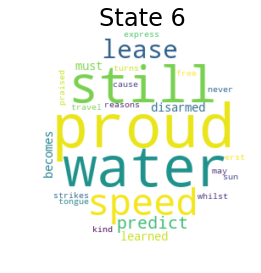 State 6
express
lease
must
turns
still
free
praised
cause
never
travel
reasons
disarmed
proud
becomes
water
erst
may
sun
speed
strikes
tongue
whilst
predict
kind
learned